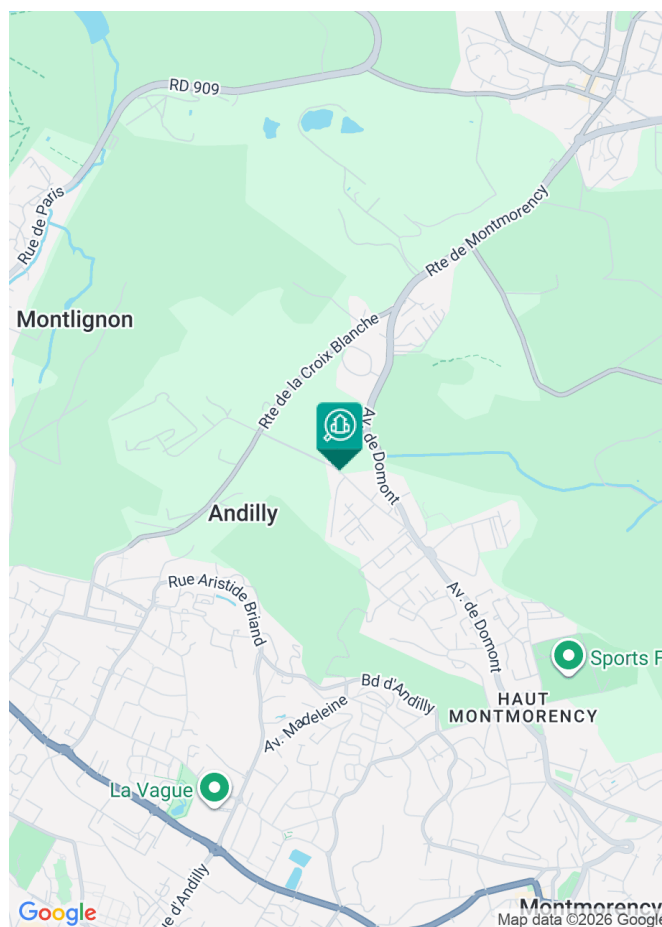 RD 909
Rue de Paris
Rte de Montmorency
Montlignon
Rte de la Croix Blanche
Av. de Domont
Andilly
Rue Aristide Briand
Av. de Domont
Sports F
Bd d'Andilly
HAUT
MONTMORENCY
Av. Madeleine
La Vague
e d'Andilly
Montmorency
Google
Map data ©2026 Google